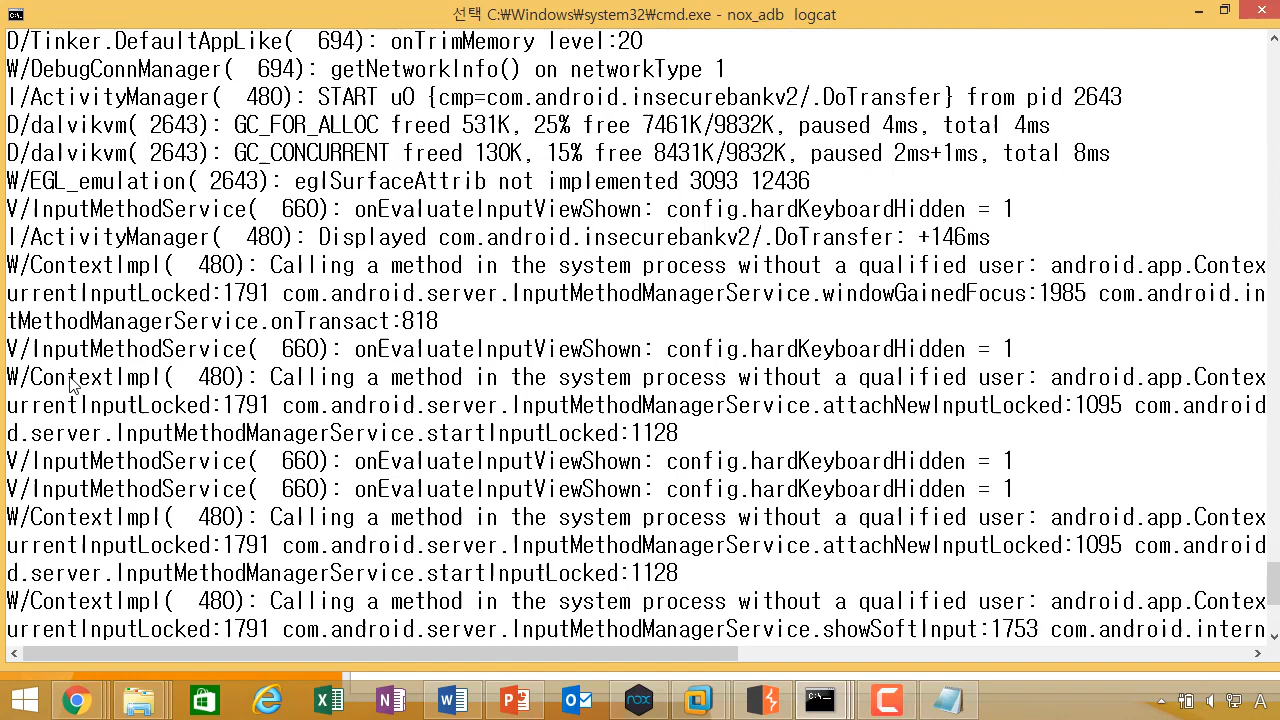 선택 C:₩Windows₩system32₩cmd.exe - nox_adb logcat
D/Tinker.DefaultAppLike(  694): onTrimMemory level:20
W/DebugConnManager(  694): getNetworkInfo() on networkType 1
I/ActivityManager(  480): START u0 {cmp=com.android.insecurebankv2/.DoTransfer} from pid 2643
D/dalvikvm( 2643): GC_FOR_ALLOC freed 531K, 25% free 7461K/9832K, paused 4ms, total 4ms
D/dalvikvm( 2643): GC_CONCURRENT freed 130K, 15% free 8431K/9832K, paused 2ms+1ms, total 8ms
W/EGL_emulation( 2643): eglSurfaceAttrib not implemented 3093 12436
V/InputMethodService(  660): onEvaluateInputViewShown: config.hardKeyboardHidden = 1
I/ActivityManager(  480): Displayed com.android.insecurebankv2/.DoTransfer: +146ms
W/ContextImpl(  480): Calling a method in the system process without a qualified user: android.app.Contex
urrentInputLocked:1791 com.android.server.InputMethodManagerService.windowGainedFocus:1985 com.android.in
tMethodManagerService.onTransact:818
V/InputMethodService(  660): onEvaluateInputViewShown: config.hardKeyboardHidden = 1
W/ContextImpl(  480): Calling a method in the system process without a qualified user: android.app.Contex
urrentInputLocked:1791 com.android.server.InputMethodManagerService.attachNewInputLocked:1095 com.android
d.server.InputMethodManagerService.startInputLocked:1128
V/InputMethodService(  660): onEvaluateInputViewShown: config.hardKeyboardHidden = 1
V/InputMethodService(  660): onEvaluateInputViewShown: config.hardKeyboardHidden = 1
W/ContextImpl(  480): Calling a method in the system process without a qualified user: android.app.Contex
urrentInputLocked:1791 com.android.server.InputMethodManagerService.attachNewInputLocked:1095 com.android
d.server.InputMethodManagerService.startInputLocked:1128
W/ContextImpl(  480): Calling a method in the system process without a qualified user: android.app.Contex
urrentInputLocked:1791 com.android.server.InputMethodManagerService.showSoftInput:1753 com.android.intern
nox
A